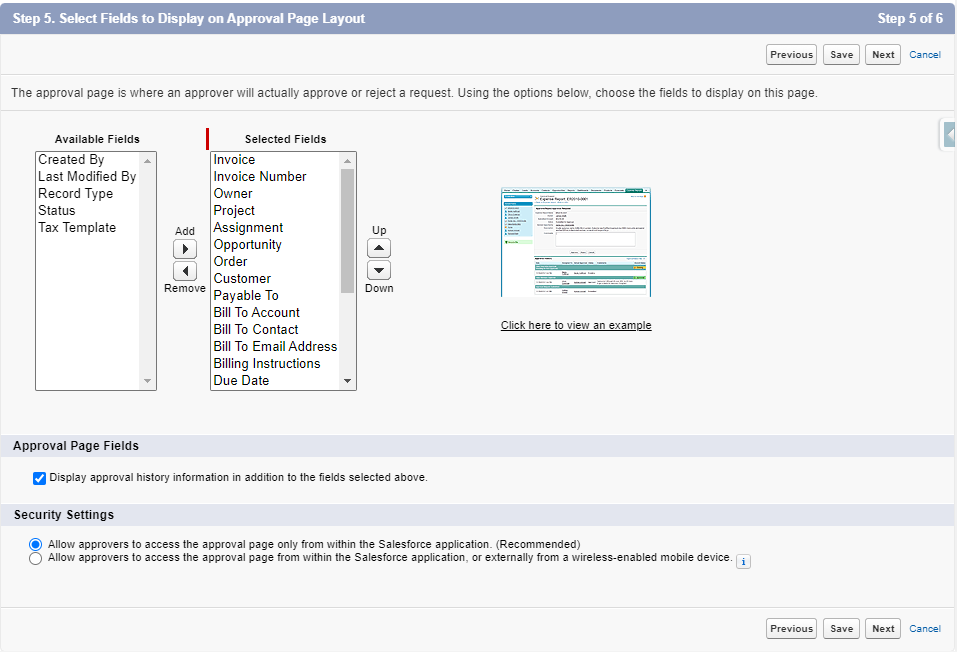 Step 5. Select Fields to Display on Approval Page Layout Step 5 of 6
Previous Save Next Cancel
The approval page is where an approver will actually approve or reject a request. Using the options below, choose the fields to display on this page.
Available Fields Selected Fields
Created By
Last Modified By
Record Type
Status
Tax Template
Add
Remove
Invoice
Invoice Number
Owner
Project
Assignment
Opportunity
Order
Customer
Payable To
Bill To Account
Bill To Contact
Bill To Email Address
Billing Instructions
Due Date
Up
Down
Click here to view an example
Approval Page Fields
Display approval history information in addition to the fields selected above.
Security Settings
Allow approvers to access the approval page only from within the Salesforce application. (Recommended)
Allow approvers to access the approval page from within the Salesforce application, or externally from a wireless-enabled mobile device. i
Previous Save Next Cancel